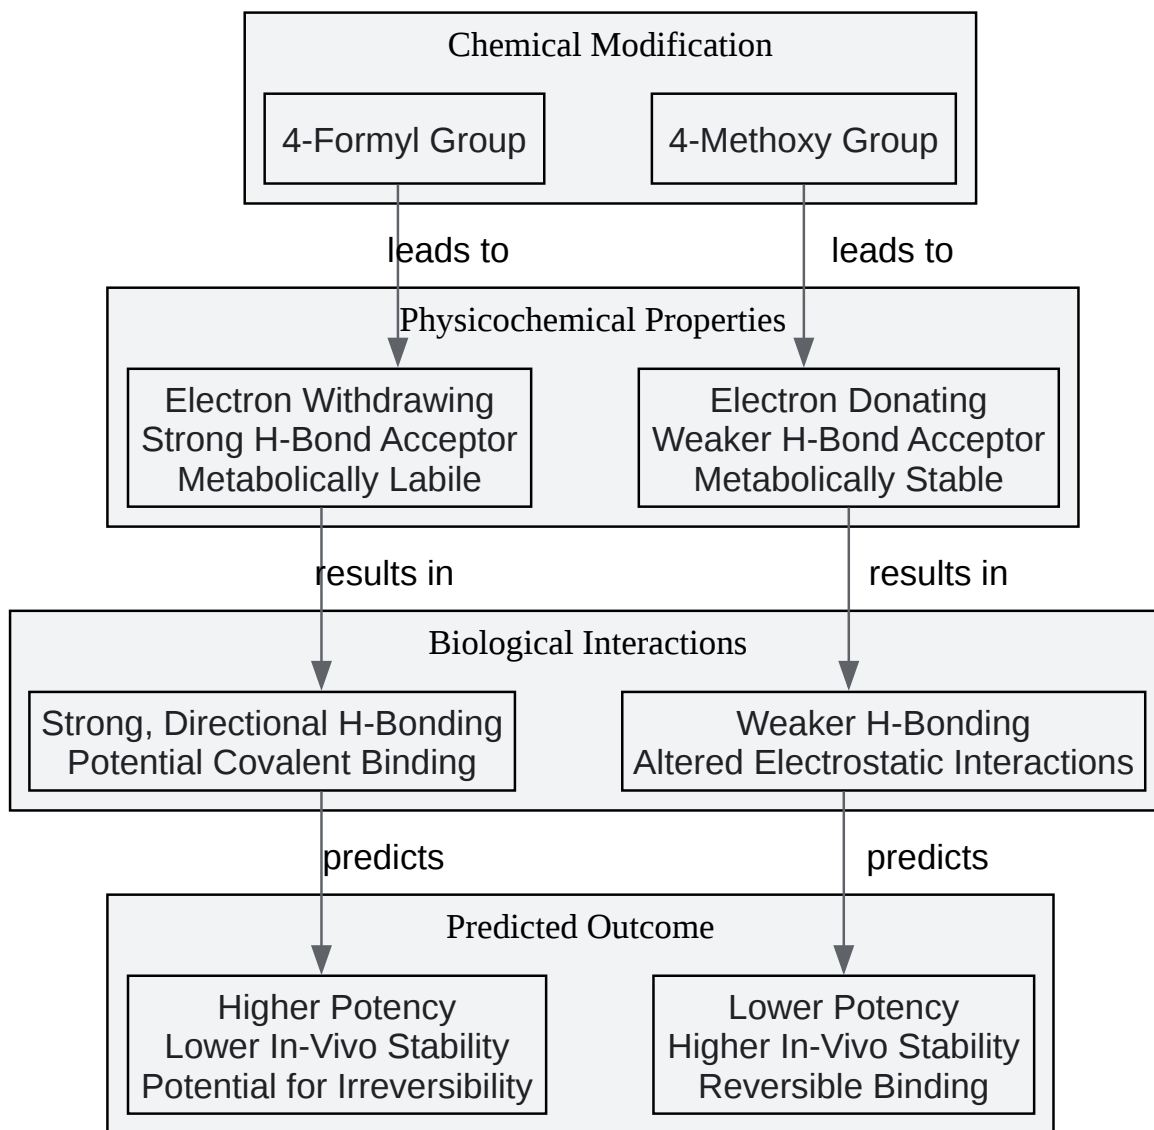 Chemical Modification
4-Formyl Group
4-Methoxy Group
leads to
leads to
Physicochemical Properties
Electron Withdrawing
Strong H-Bond Acceptor
Metabolically Labile
Electron Donating
Weaker H-Bond Acceptor
Metabolically Stable
results in
results in
Biological Interactions
Strong, Directional H-Bonding
Potential Covalent Binding
Weaker H-Bonding
Altered Electrostatic Interactions
predicts
predicts
Predicted Outcome
Higher Potency
Lower In-Vivo Stability
Potential for Irreversibility
Lower Potency
Higher In-Vivo Stability
Reversible Binding